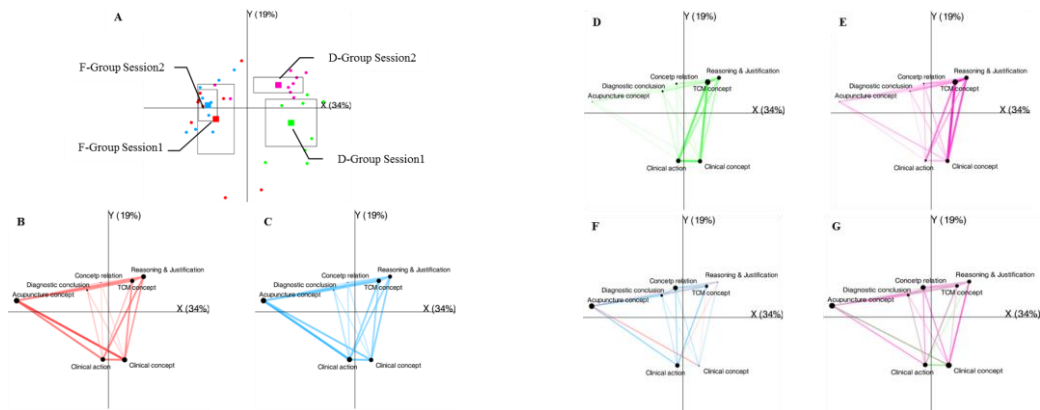 A
Y (19%)
F-Group Session2
D-Group Session2
X (34%)
F-Group Session1
D-Group Session1
B
Y (19%)
Reasoning & Justification
Concetp relation
Diagnostic conclusion
TCM concept
Acupuncture concept
X (34%)
Clinical action
Clinical concept
C
Y (19%)
Reasoning & Justification
Concetp relation
Diagnostic conclusion
TCM concept
Acupuncture concept
X (34%)
Clinical action
Clinical concept
D
Y (19%)
Reasoning & Justification
Concetp relation
Diagnostic conclusion
TCM concept
Acupuncture concept
X (34%)
Clinical action
Clinical concept
E
Y (19%)
Reasoning & Justification
Concetp relation
Diagnostic conclusion
TCM concept
Acupuncture concept
X (34%)
Clinical action
Clinical concept
F
Y (19%)
Reasoning & Justification
Concetp relation
Diagnostic conclusion
TCM concept
Acupuncture concept
X (34%)
Clinical action
Clinical concept
G
Y (19%)
Reasoning & Justification
Concetp relation
Diagnostic conclusion
TCM concept
Acupuncture concept
X (34%)
Clinical action
Clinical concept